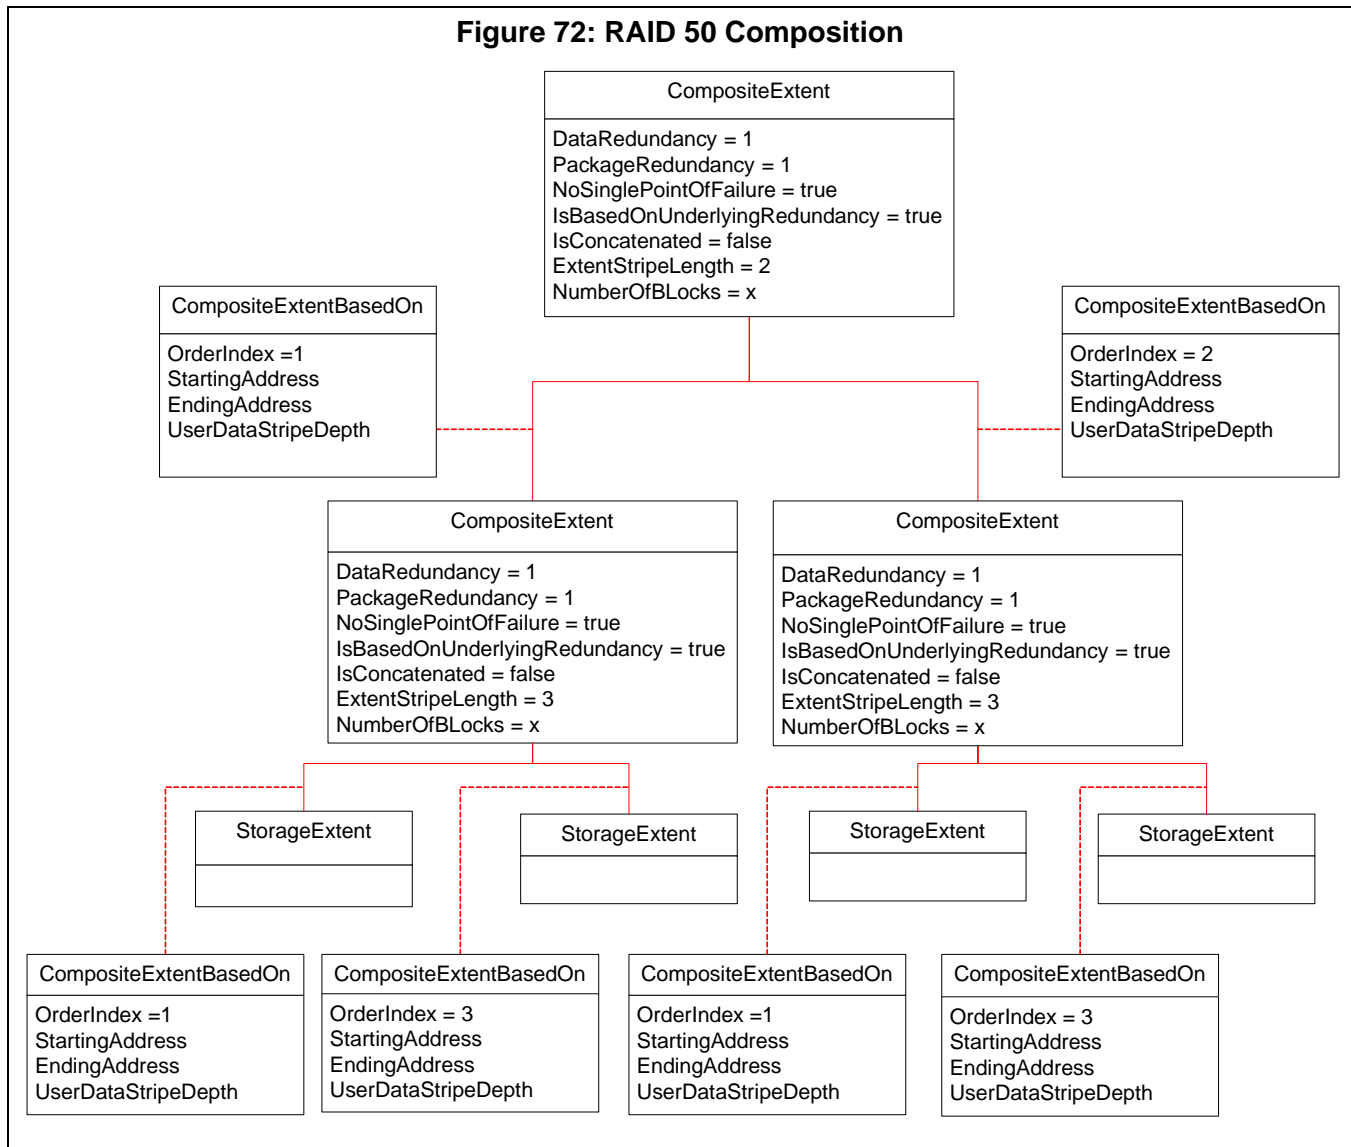 Figure 72: RAID 50 Composition
CompositeExtent
DataRedundancy = 1
PackageRedundancy = 1
NoSinglePointOfFailure = true
IsBasedOnUnderlyingRedundancy = true
IsConcatenated = false
ExtentStripeLength = 2
NumberOfBLocks = x
CompositeExtentBasedOn
OrderIndex =1
StartingAddress
EndingAddress
UserDataStripeDepth
CompositeExtentBasedOn
OrderIndex = 2
StartingAddress
EndingAddress
UserDataStripeDepth
CompositeExtent
DataRedundancy = 1
PackageRedundancy = 1
NoSinglePointOfFailure = true
IsBasedOnUnderlyingRedundancy = true
IsConcatenated = false
ExtentStripeLength = 3
NumberOfBLocks = x
CompositeExtent
DataRedundancy = 1
PackageRedundancy = 1
NoSinglePointOfFailure = true
IsBasedOnUnderlyingRedundancy = true
IsConcatenated = false
ExtentStripeLength = 3
NumberOfBLocks = x
StorageExtent
StorageExtent
StorageExtent
StorageExtent
CompositeExtentBasedOn
OrderIndex =1
StartingAddress
EndingAddress
UserDataStripeDepth
CompositeExtentBasedOn
OrderIndex = 3
StartingAddress
EndingAddress
UserDataStripeDepth
CompositeExtentBasedOn
OrderIndex =1
StartingAddress
EndingAddress
UserDataStripeDepth
CompositeExtentBasedOn
OrderIndex = 3
StartingAddress
EndingAddress
UserDataStripeDepth